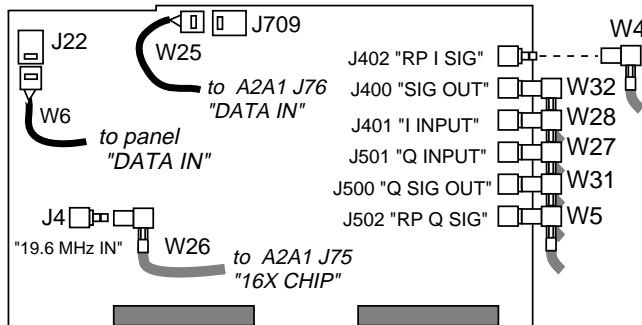 J22
W25
J709
W6
to panel
"DATA IN"
to A2A1 J76
"DATA IN"
J402 "RP I SIG"
W4
J400 "SIG OUT"
W32
J401 "I INPUT"
W28
J501 "Q INPUT"
W27
J500 "Q SIG OUT"
W31
J502 "RP Q SIG"
W5
J4
"19.6 MHz IN"
W26
to A2A1 J75
"16X CHIP"